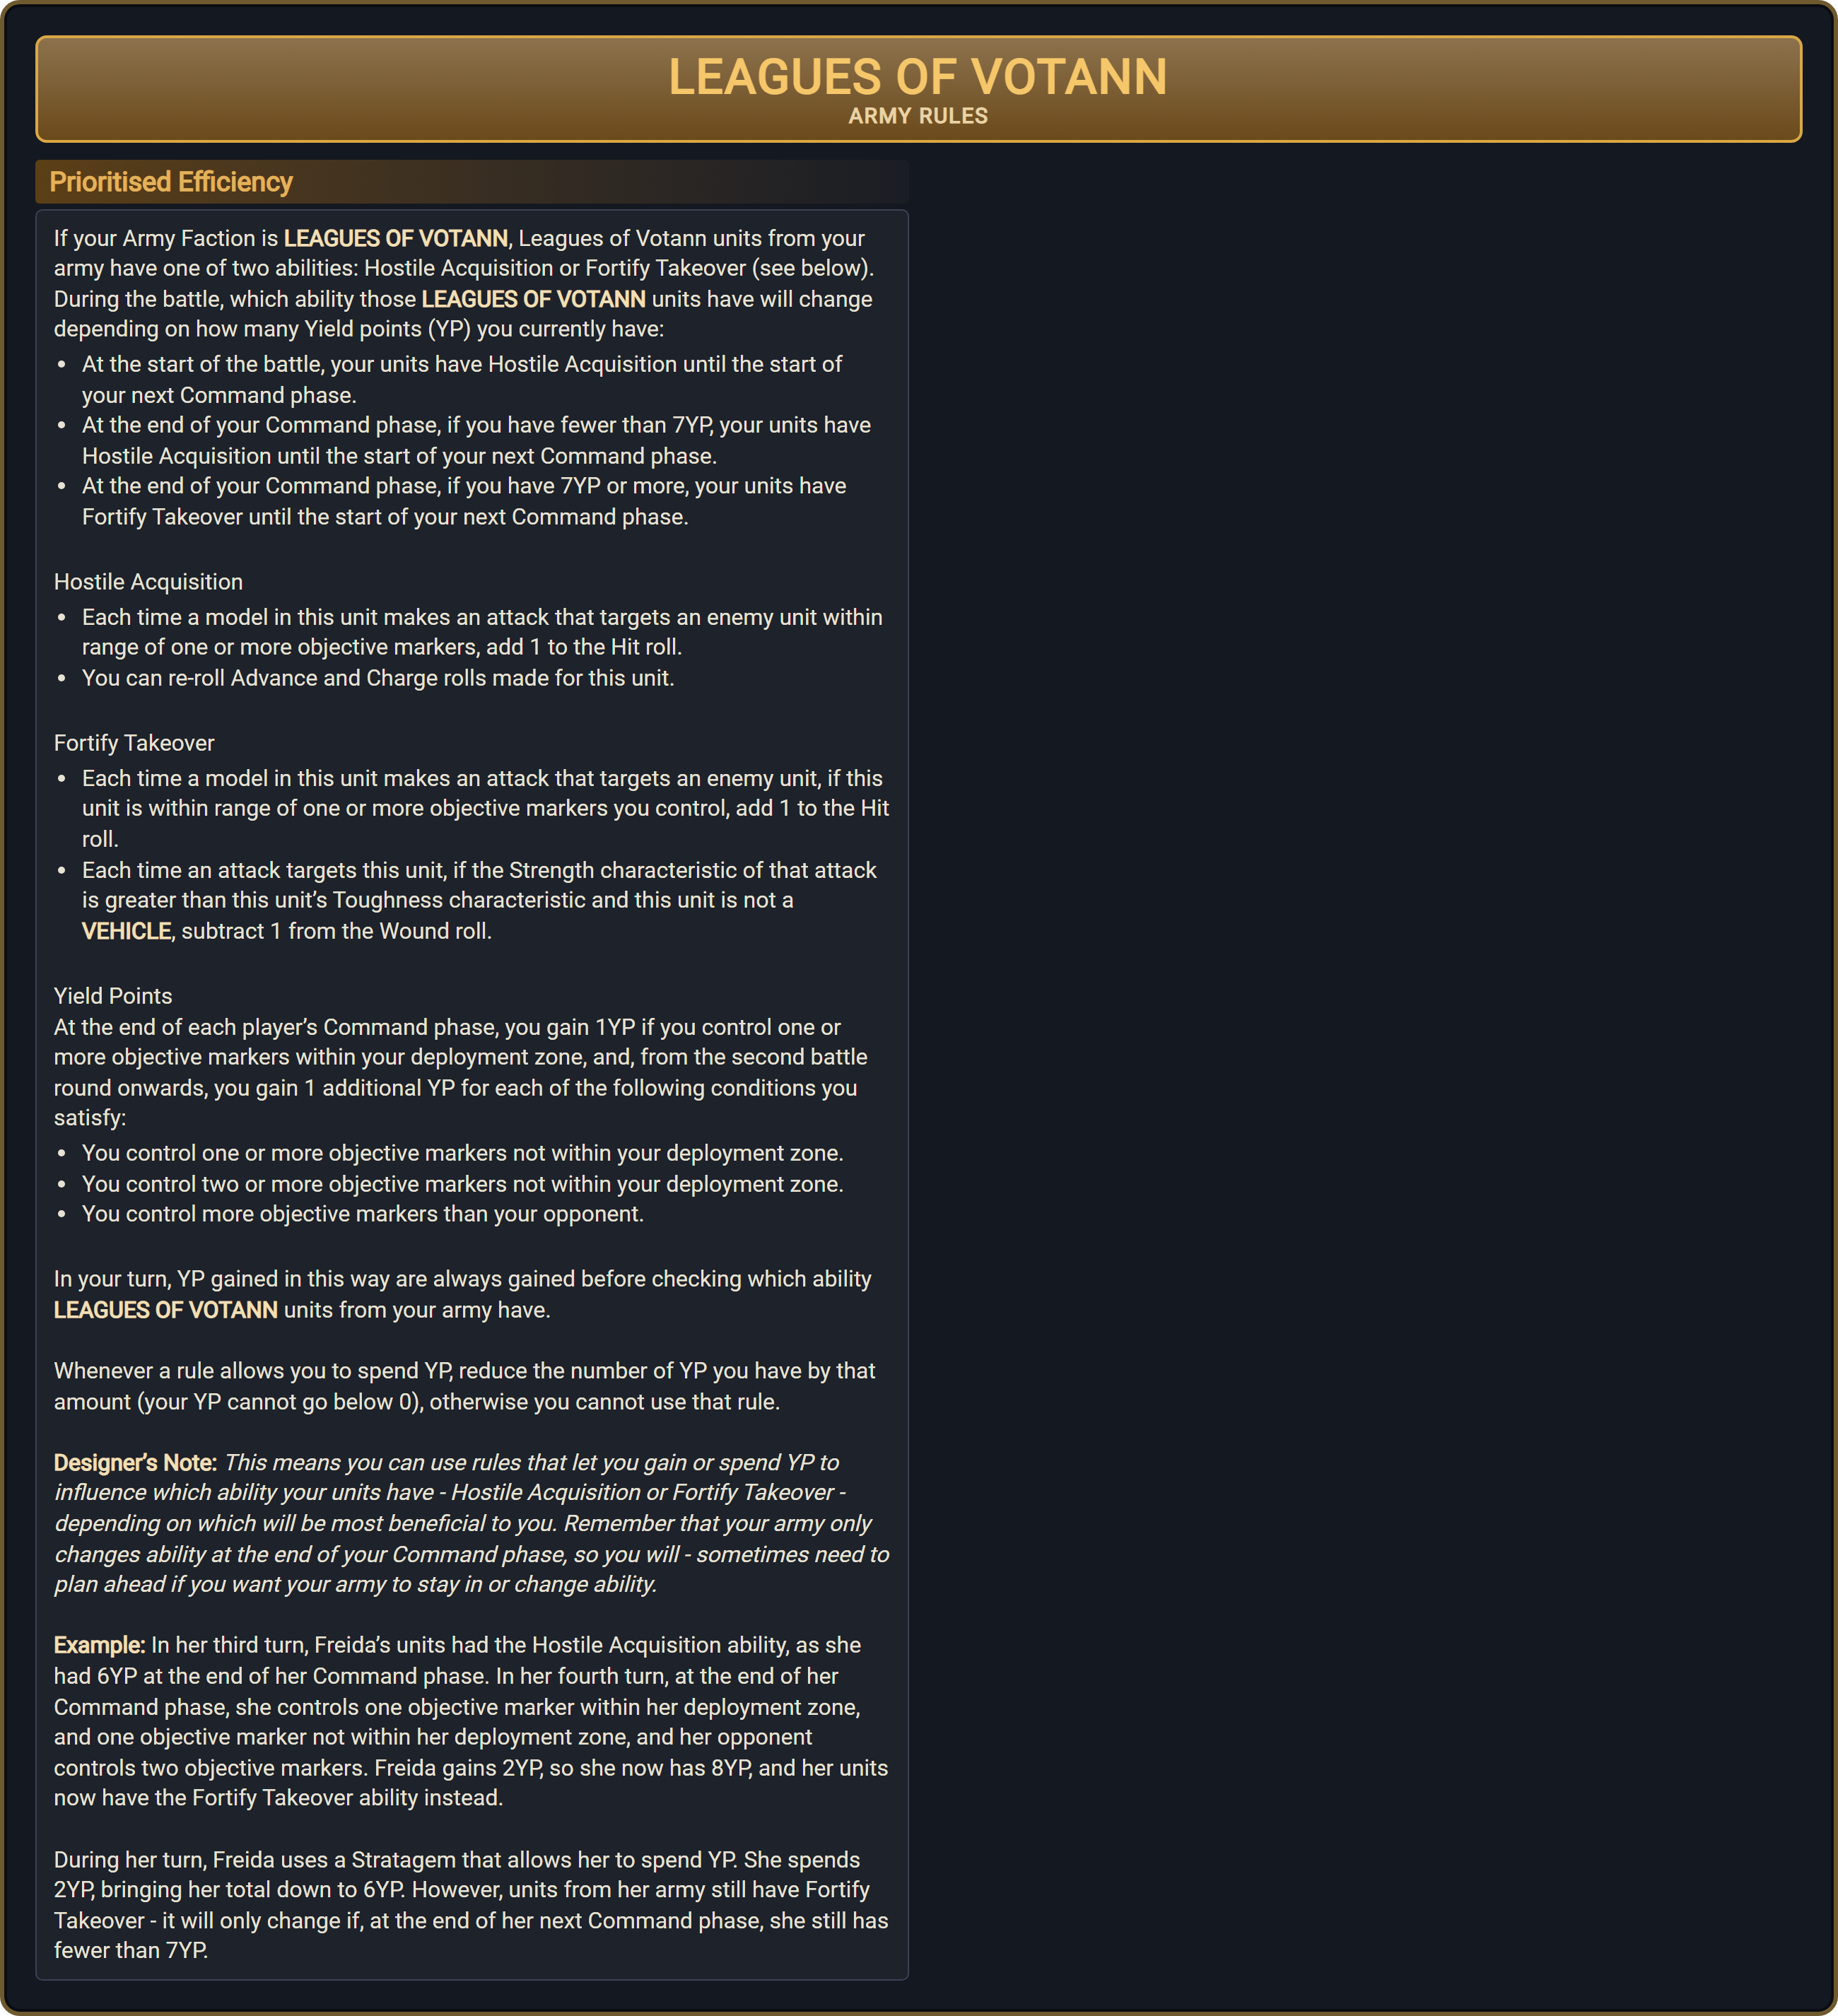 LEAGUES OF VOTANN
ARMY RULES
Prioritised Efficiency
If your Army Faction is LEAGUES OF VOTANN, Leagues of Votann units from your
army have one of two abilities: Hostile Acquisition or Fortify Takeover (see below).
During the battle, which ability those LEAGUES OF VOTANN units have will change
depending on how many Yield points (YP) you currently have:
• At the start of the battle, your units have Hostile Acquisition until the start of
your next Command phase.
• At the end of your Command phase, if you have fewer than 7YP, your units have
Hostile Acquisition until the start of your next Command phase.
• At the end of your Command phase, if you have 7YP or more, your units have
Fortify Takeover until the start of your next Command phase.
Hostile Acquisition
• Each time a model in this unit makes an attack that targets an enemy unit within
range of one or more objective markers, add 1 to the Hit roll.
• You can re-roll Advance and Charge rolls made for this unit.
Fortify Takeover
• Each time a model in this unit makes an attack that targets an enemy unit, if this
unit is within range of one or more objective markers you control, add 1 to the Hit
roll.
• Each time an attack targets this unit, if the Strength characteristic of that attack
is greater than this unit’s Toughness characteristic and this unit is not a
VEHICLE, subtract 1 from the Wound roll.
Yield Points
At the end of each player’s Command phase, you gain 1YP if you control one or
more objective markers within your deployment zone, and, from the second battle
round onwards, you gain 1 additional YP for each of the following conditions you
satisfy:
• You control one or more objective markers not within your deployment zone.
• You control two or more objective markers not within your deployment zone.
• You control more objective markers than your opponent.
In your turn, YP gained in this way are always gained before checking which ability
LEAGUES OF VOTANN units from your army have.
Whenever a rule allows you to spend YP, reduce the number of YP you have by that
amount (your YP cannot go below 0), otherwise you cannot use that rule.
Designer’s Note: This means you can use rules that let you gain or spend YP to
influence which ability your units have - Hostile Acquisition or Fortify Takeover -
depending on which will be most beneficial to you. Remember that your army only
changes ability at the end of your Command phase, so you will - sometimes need to
plan ahead if you want your army to stay in or change ability.
Example: In her third turn, Freida’s units had the Hostile Acquisition ability, as she
had 6YP at the end of her Command phase. In her fourth turn, at the end of her
Command phase, she controls one objective marker within her deployment zone,
and one objective marker not within her deployment zone, and her opponent
controls two objective markers. Freida gains 2YP, so she now has 8YP, and her units
now have the Fortify Takeover ability instead.
During her turn, Freida uses a Stratagem that allows her to spend YP. She spends
2YP, bringing her total down to 6YP. However, units from her army still have Fortify
Takeover - it will only change if, at the end of her next Command phase, she still has
fewer than 7YP.